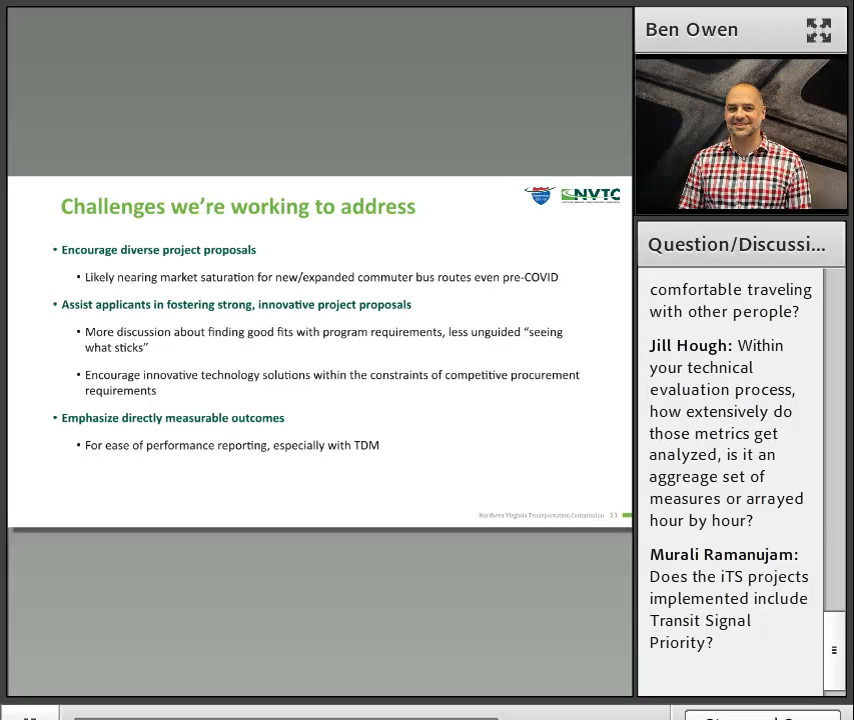 Ben Owen
NVTC
Challenges we're working to address
• Encourage diverse project proposals
• Likely nearing market saturation for new/expanded commuter bus routes even pre-COVID
• Assist applicants in fostering strong, innovative project proposals
• More discussion about finding good fits with program requirements, less unguided "seeing
what sticks"
• Encourage innovative technology solutions within the constraints of competitive procurement
requirements
• Emphasize directly measurable outcomes
• For ease of performance reporting, especially with TDM
Northern Virginia Transportation Commission
Question/Discussi...
comfortable traveling
with other perople?
Jill Hough: Within
your technical
evaluation process,
how extensively do
those metrics get
analyzed, is it an
aggreage set of
measures or arrayed
hour by hour?
Murali Ramanujam:
Does the iTS projects
implemented include
Transit Signal
Priority?